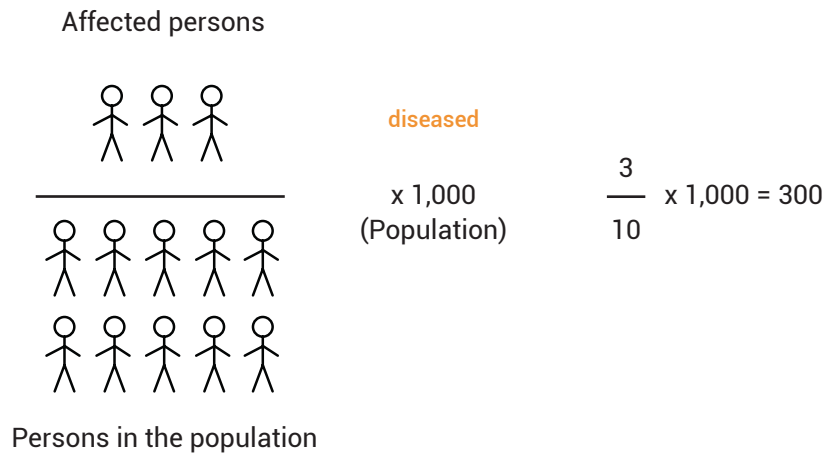 Affected persons
diseased
x 1,000
(Population)
3
10
x 1,000 = 300
Persons in the population